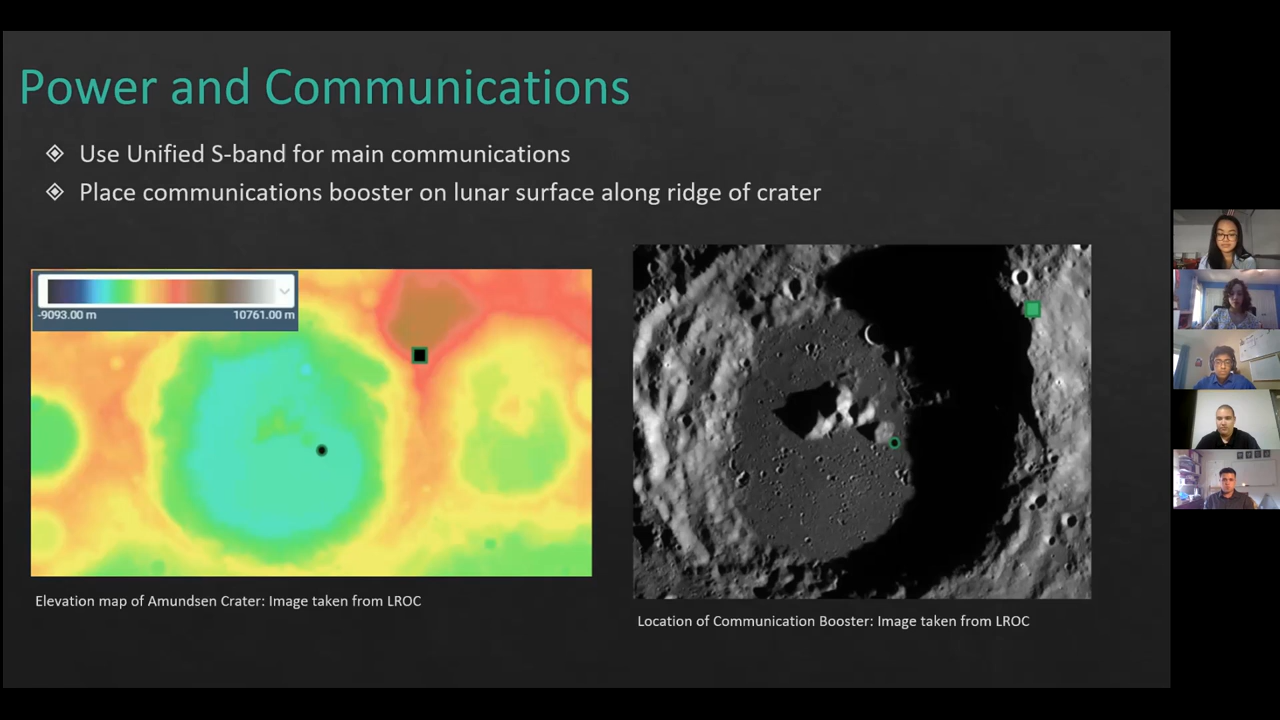 Power and Communications
Use Unified S-band for main communications
Place communications booster on lunar surface along ridge of crater
-9093.00 m 10761.00 m
Elevation map of Amundsen Crater: Image taken from LROC
Location of Communication Booster: Image taken from LROC